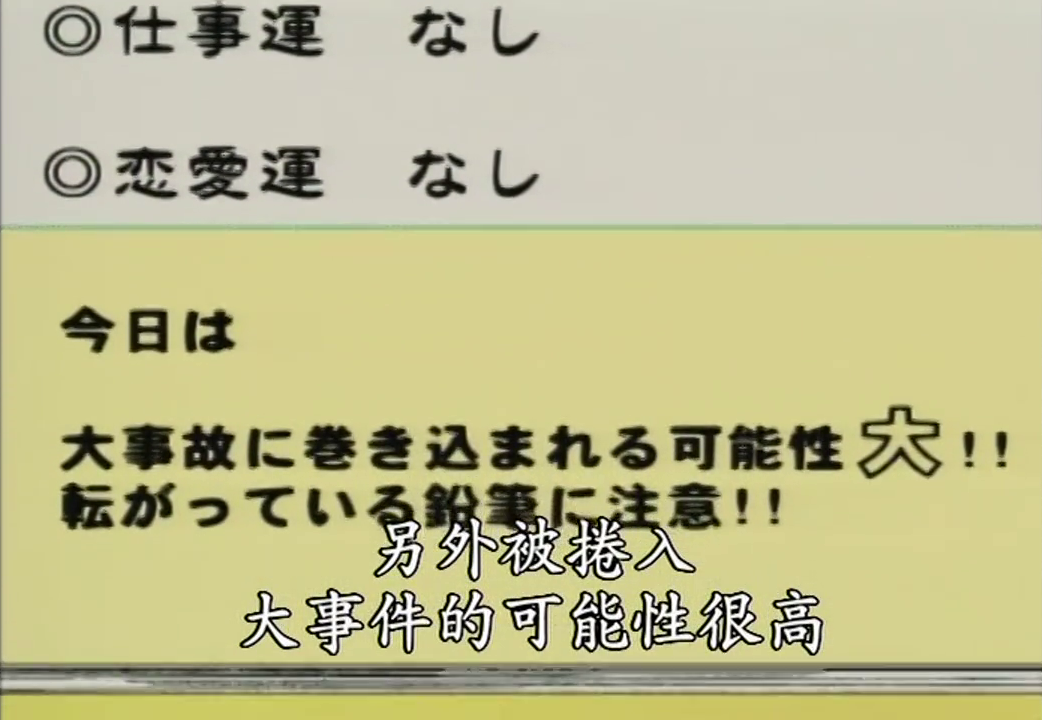 ◎仕事運　なし
◎恋愛運　なし
今日は
大事故に巻き込まれる可能性大!!
転がっている鉛筆に注意!!
另外被捲入
大事件的可能性很高